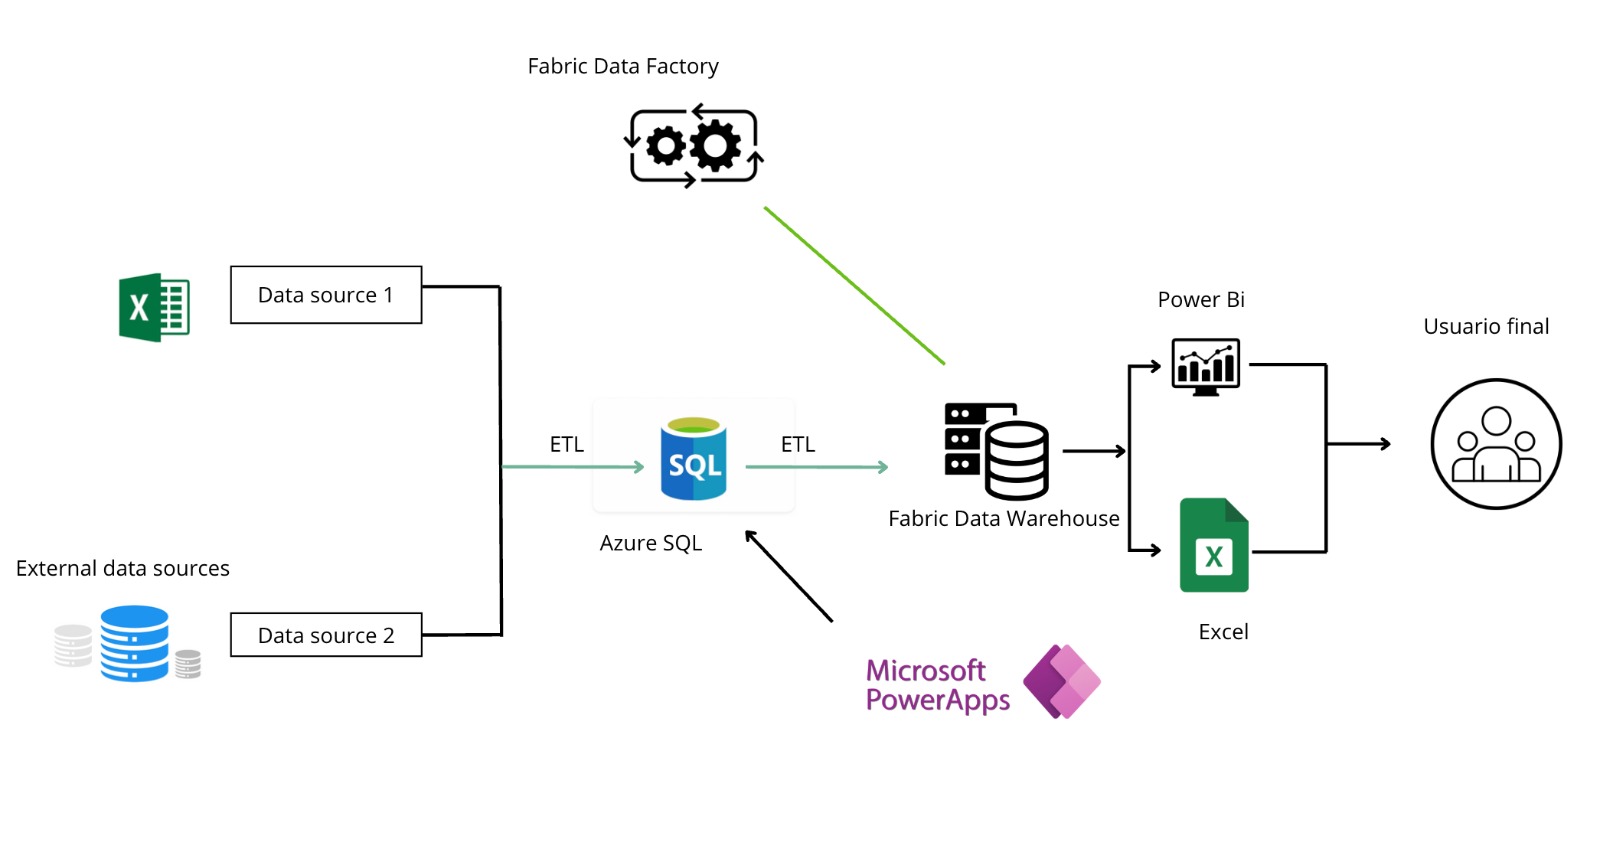 Fabric Data Factory
X
Data source 1
Power Bi
Usuario final
ETL
SQL
ETL
Azure SQL
Fabric Data Warehouse
X
Excel
External data sources
Data source 2
Microsoft
PowerApps